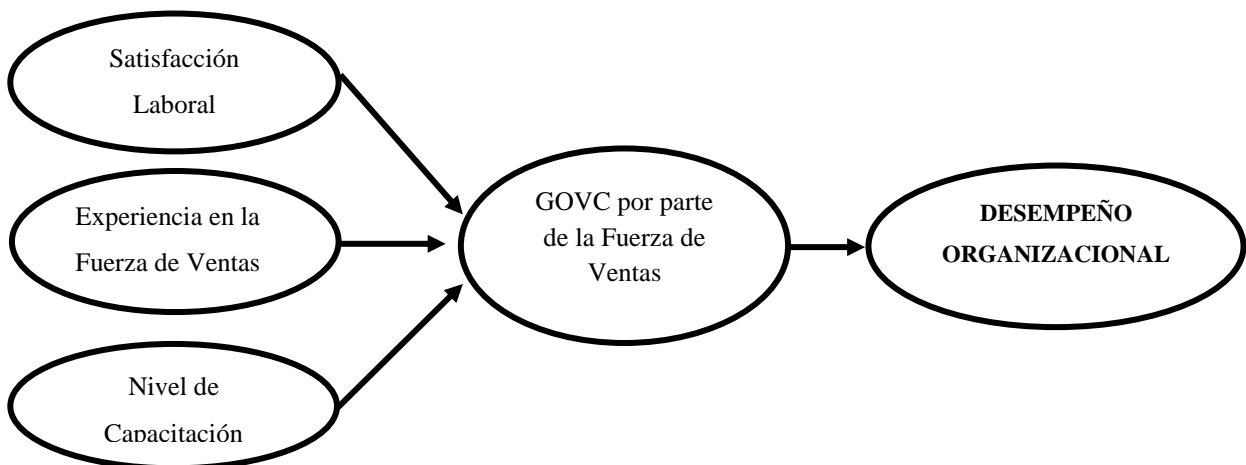 Satisfacción
Laboral
Experiencia en la
Fuerza de Ventas
Nivel de
Capacitación
GOVC por parte
de la Fuerza de
Ventas
DESEMPEÑO
ORGANIZACIONAL